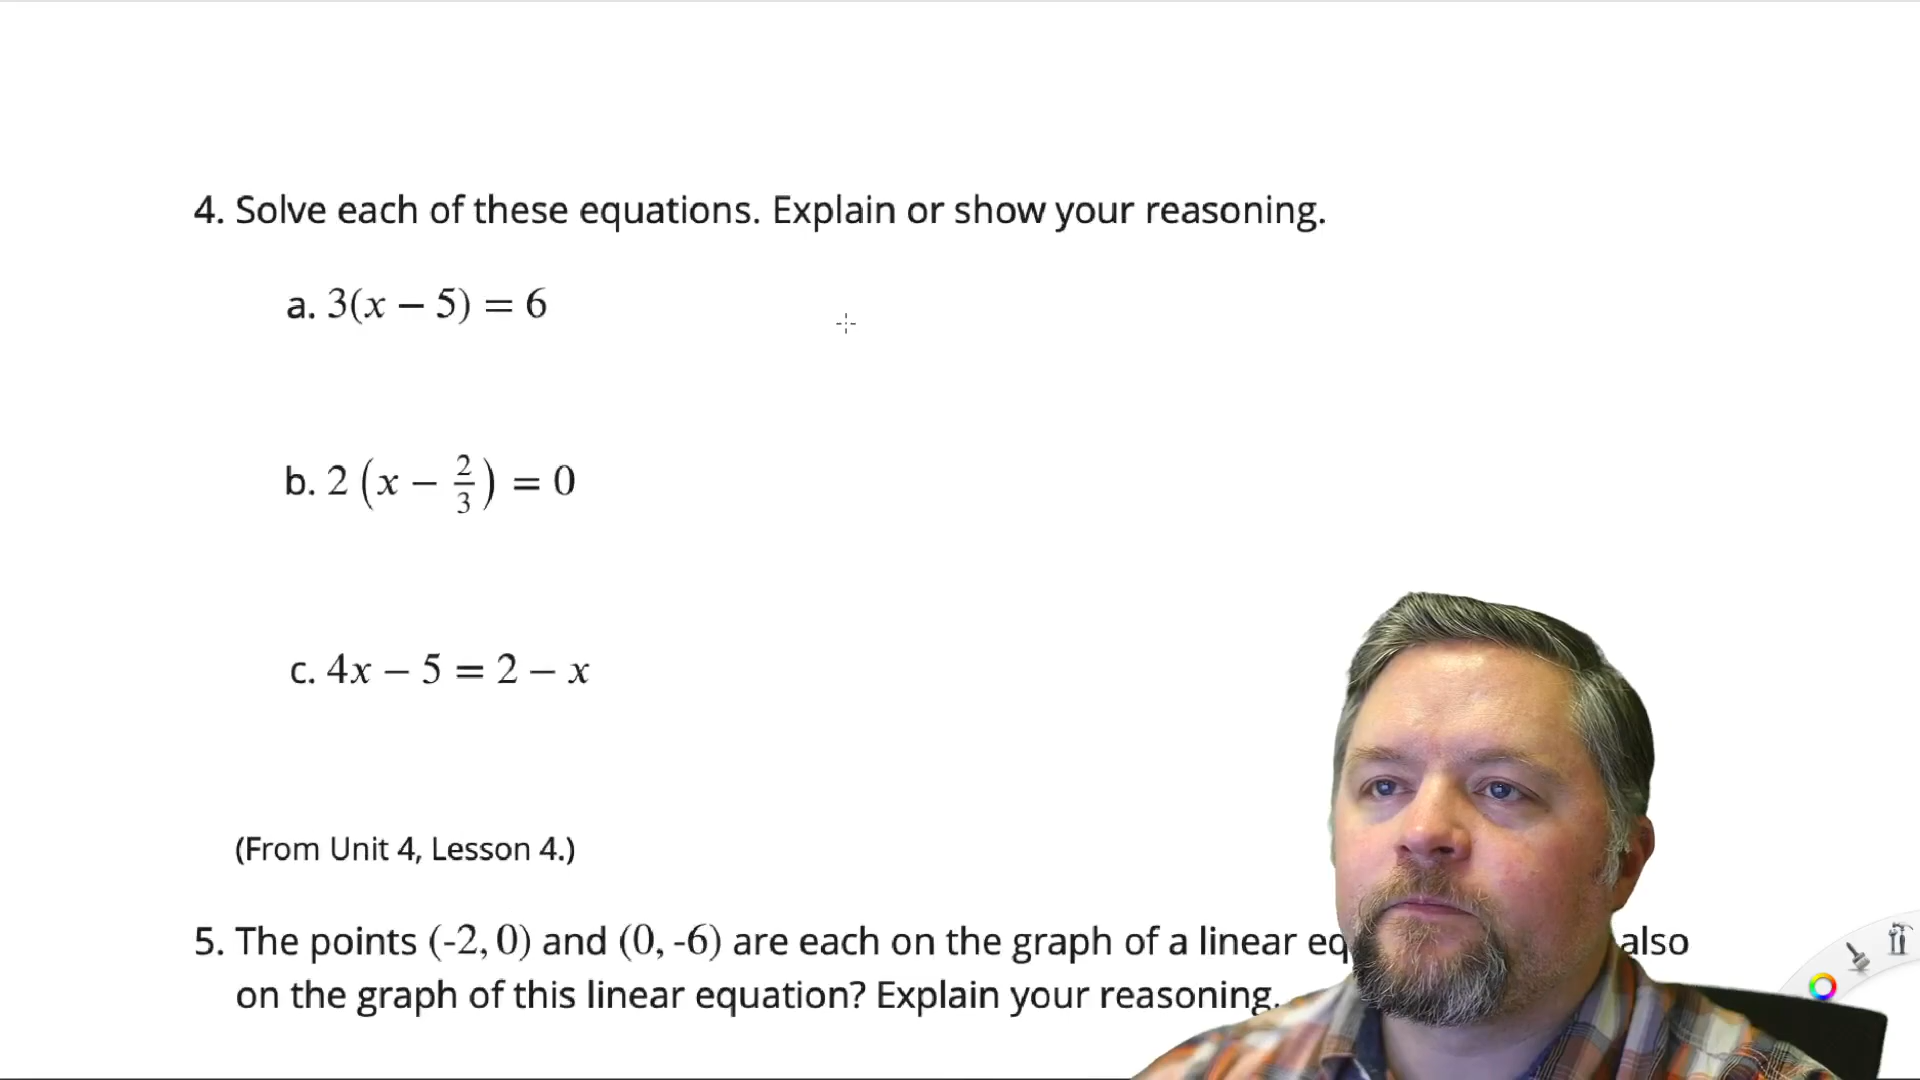 4. Solve each of these equations. Explain or show your reasoning.
a. 3(x − 5) = 6
b. 2 (x − 2/3) = 0
c. 4x − 5 = 2 − x
(From Unit 4, Lesson 4.)
5. The points (-2, 0) and (0, -6) are each on the graph of a linear also
on the graph of this linear equation? Explain your reasoning.